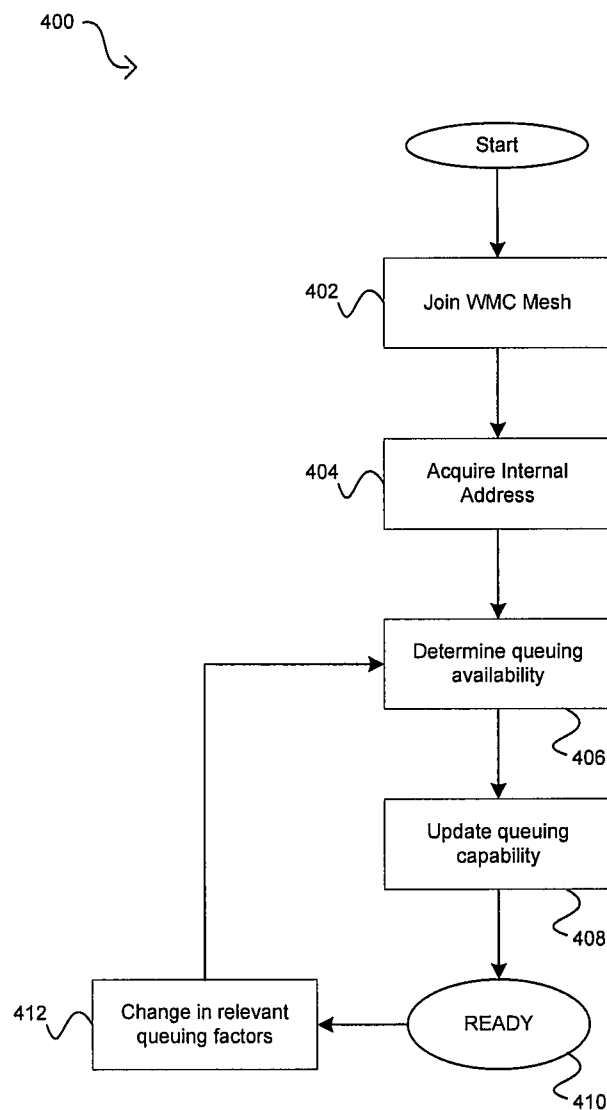 400
Start
402
Join WMC Mesh
404
Acquire Internal
Address
Determine queuing
availability
406
Update queuing
capability
408
412
Change in relevant
queuing factors
READY
410